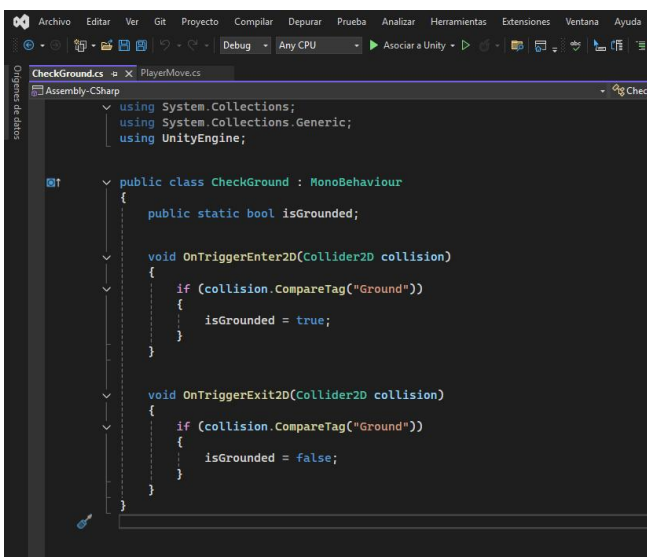 Archivo Editar Ver Git Proyecto Compilar Depurar Prueba Analizar Herramientas Extensiones Ventana Ayuda
Debug Any CPU Asociar a Unity
CheckGround.cs PlayerMove.cs
Orígenes de datos
Assembly-CSharp Chec
using System.Collections;
using System.Collections.Generic;
using UnityEngine;
public class CheckGround : MonoBehaviour
{
public static bool isGrounded;
void OnTriggerEnter2D(Collider2D collision)
{
if (collision.CompareTag("Ground"))
{
isGrounded = true;
}
}
void OnTriggerExit2D(Collider2D collision)
{
if (collision.CompareTag("Ground"))
{
isGrounded = false;
}
}
}